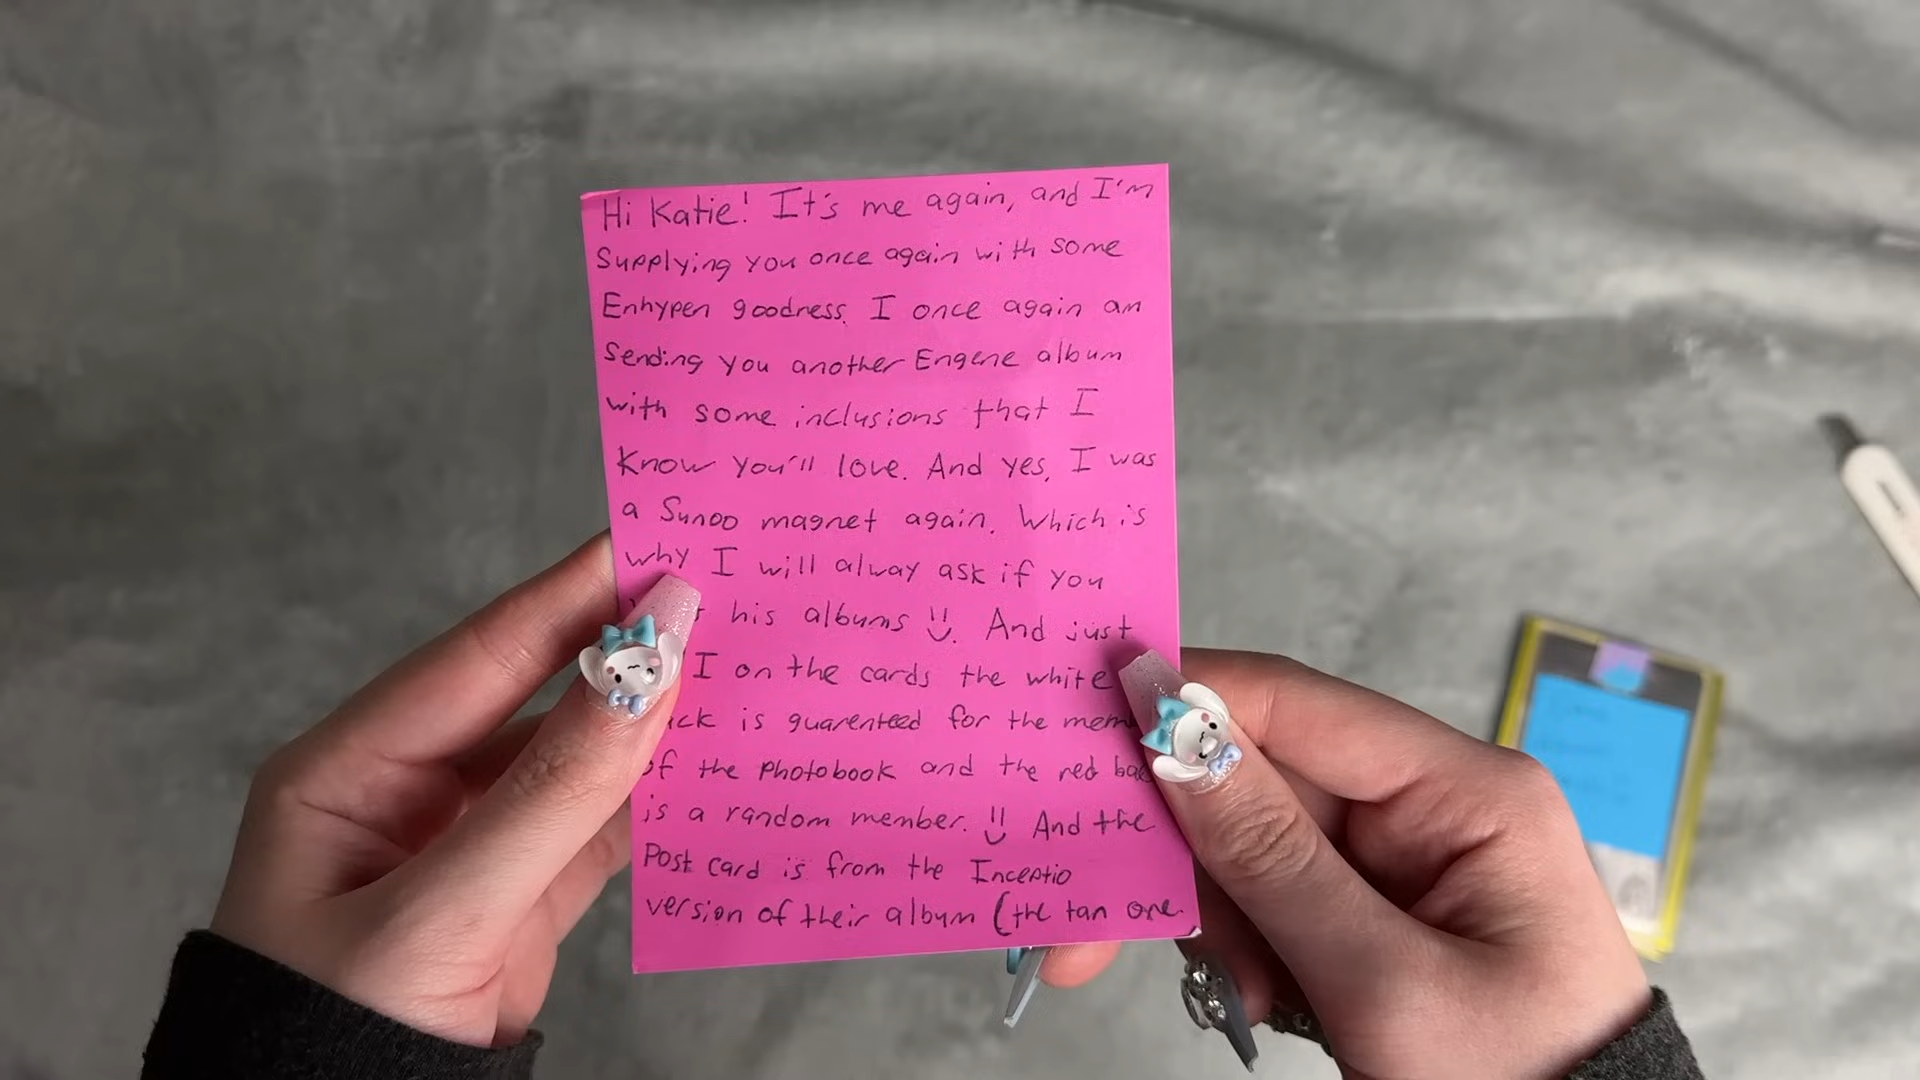 Hi Katie! It's me again, and I'm
Supplying you once again with some
Enhypen goodness. I once again am
Sending you another Engene album
with some inclusions that I
Know you'll love. And yes, I was
a Sunoo magnet again. Which is
why I will alway ask if you
his albums !! And just
I on the cards the white
is guarenteed for the
of the photobook and the red
is a random member. !! And the
Post card is from the Inceptio
version of their album (the tan one.